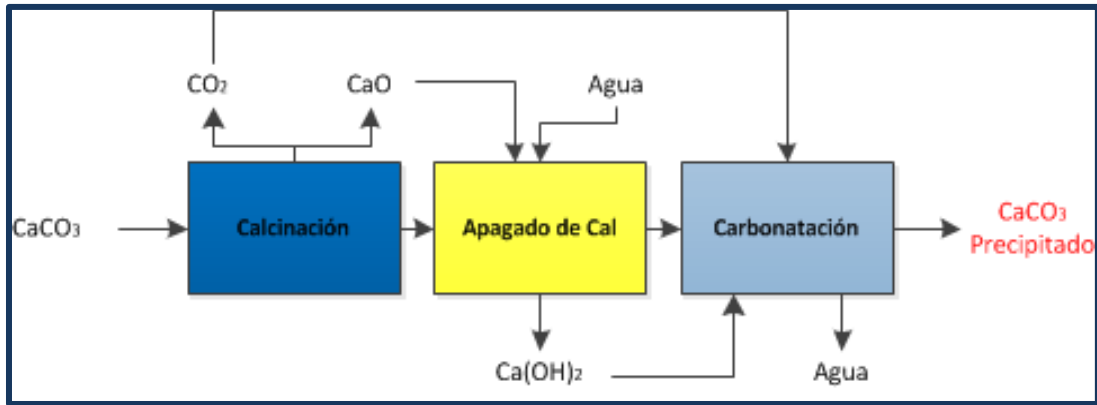 CO₂
CaO
Agua
CaCO₃
Calcinación
Apagado de Cal
Carbonatación
CaCO₃
Precipitado
Ca(OH)₂
Agua